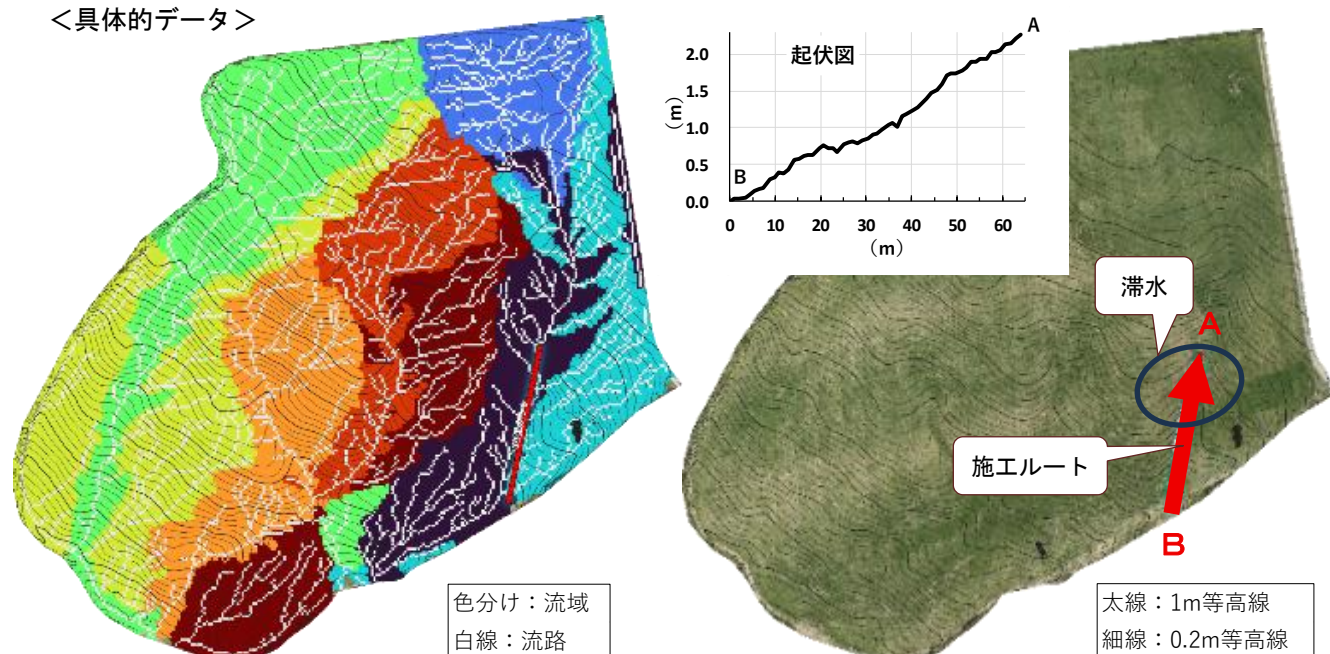 ＜具体的データ＞
起伏図
A
B
（m）
2.0
1.5
1.0
0.5
0.0
0 10 20 30 40 50 60
（m）
滞水
A
施工ルート
B
色分け：流域
白線：流路
太線：1m等高線
細線：0.2m等高線